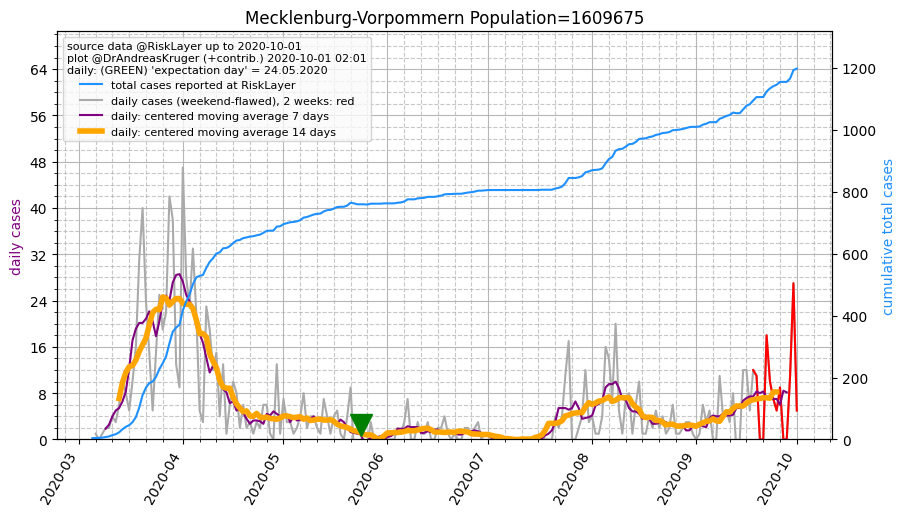 Mecklenburg-Vorpommern Population=1609675
source data @RiskLayer up to 2020-10-01
plot @DrAndreasKruger (+contrib.) 2020-10-01 02:01
daily: (GREEN) 'expectation day' = 24.05.2020
total cases reported at RiskLayer
daily cases (weekend-flawed), 2 weeks: red
daily: centered moving average 7 days
daily: centered moving average 14 days
daily cases
64
56
48
40
32
24
16
8
0
1200
1000
800
600
400
200
0
cumulative total cases
2020-03
2020-04
2020-05
2020-06
2020-07
2020-08
2020-09
2020-10